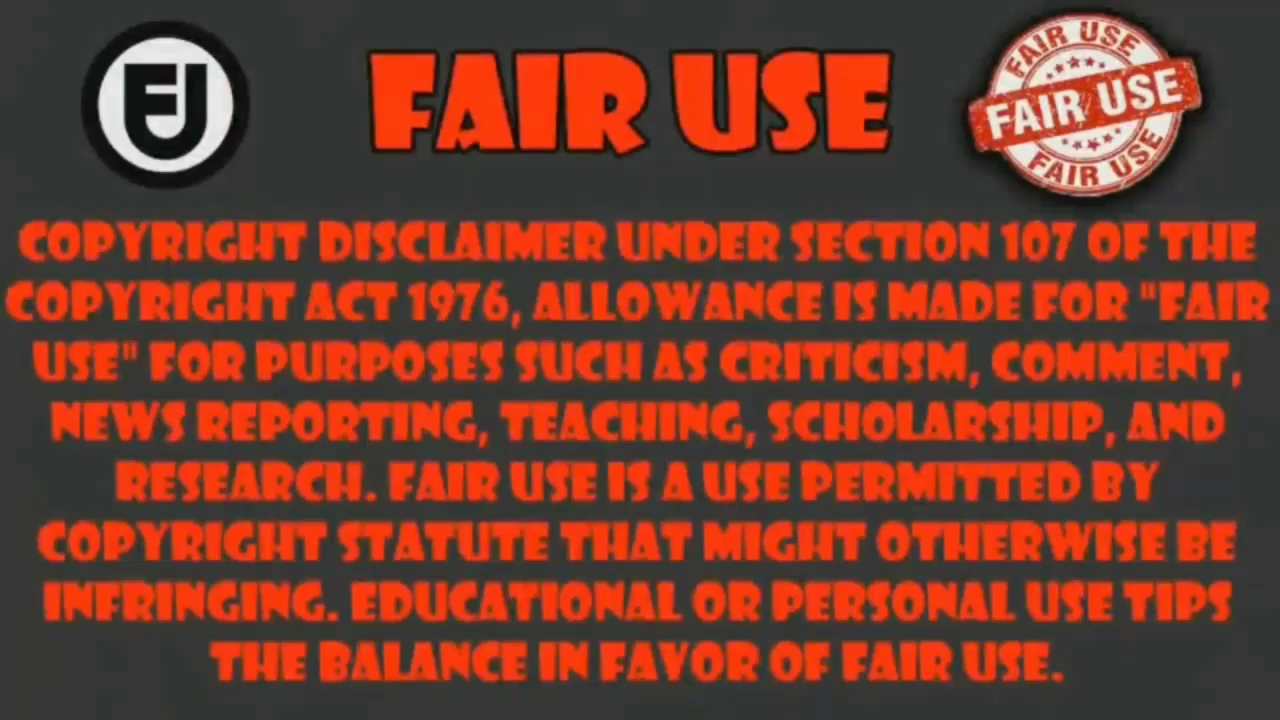 FAIR USE
FAIR USE
FAIR USE
FAIR USE
COPYRIGHT DISCLAIMER UNDER SECTION 107 OF THE
COPYRIGHT ACT 1976, ALLOWANCE IS MADE FOR "FAIR
USE" FOR PURPOSES SUCH AS CRITICISM, COMMENT,
NEWS REPORTING, TEACHING, SCHOLARSHIP, AND
RESEARCH. FAIR USE IS A USE PERMITTED BY
COPYRIGHT STATUTE THAT MIGHT OTHERWISE BE
INFRINGING. EDUCATIONAL OR PERSONAL USE TIPS
THE BALANCE IN FAVOR OF FAIR USE.